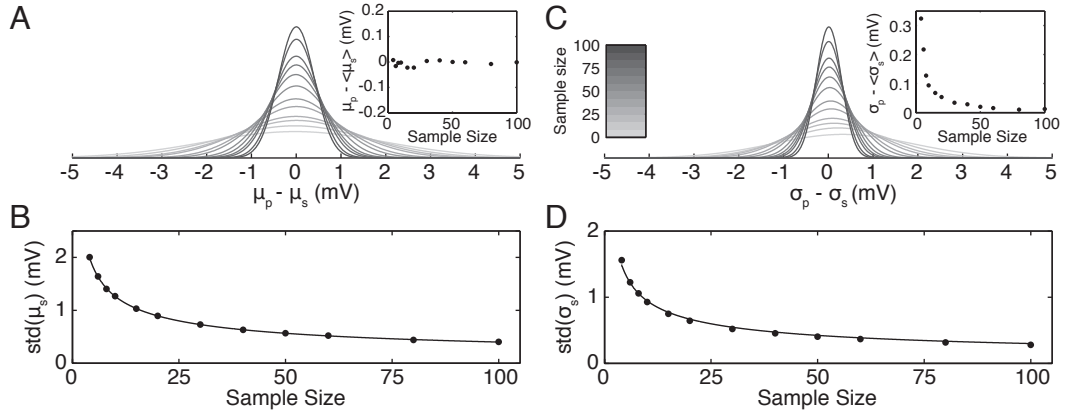 A
0.2
0.1
0
-0.1
-0.2
μp - <μs> (mV)
0 50 100
Sample Size
-5 -4 -3 -2 -1 0 1 2 3 4 5
μp - μs (mV)
C
100
75
50
25
0
Sample size
0.3
0.2
0.1
0
σp - <σs> (mV)
0 50 100
Sample Size
-5 -4 -3 -2 -1 0 1 2 3 4 5
σp - σs (mV)
B
2
1
0
std(μs) (mV)
0 25 50 75 100
Sample Size
D
2
1
0
std(σs) (mV)
0 25 50 75 100
Sample Size